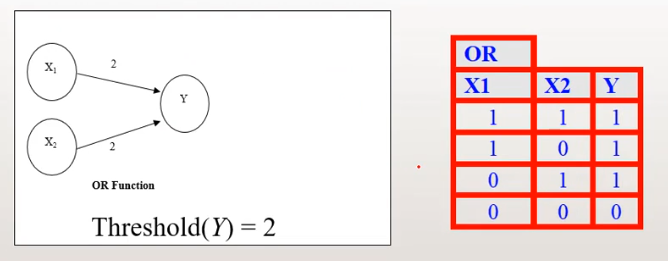 X1
2
Y
X2
2
OR Function
Threshold(Y) = 2
OR
X1 X2 Y
1 1 1
1 0 1
0 1 1
0 0 0